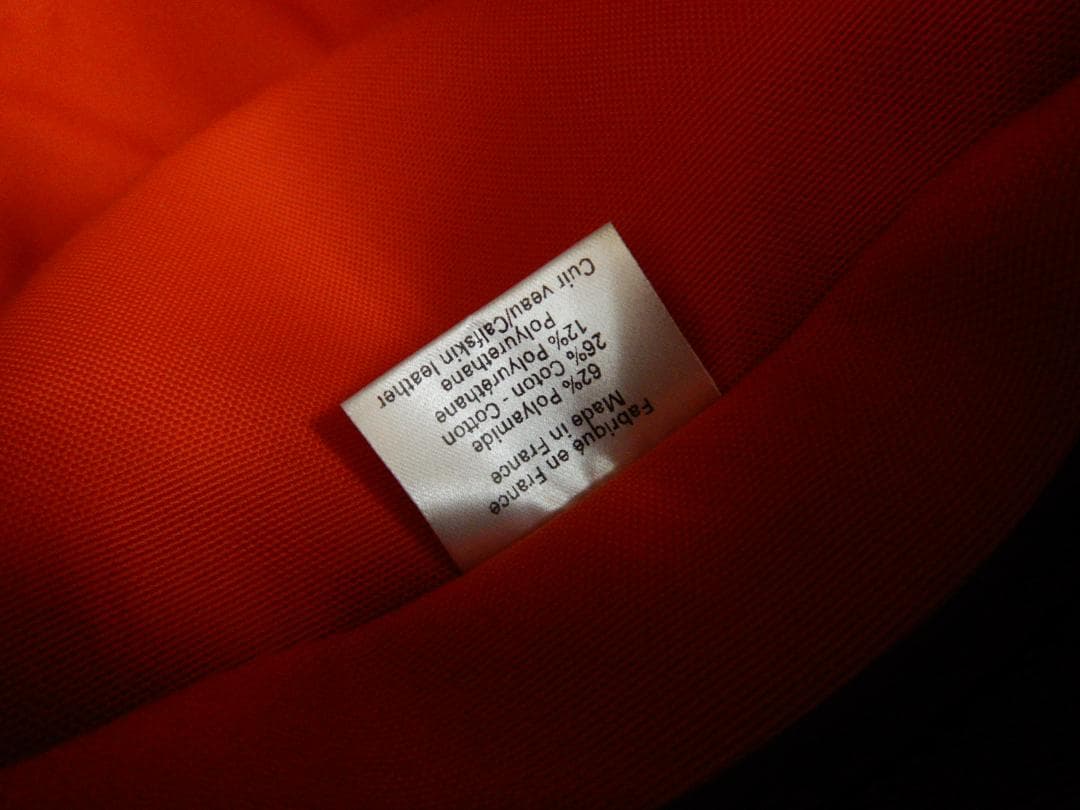 Fabriqué en France
Made in France
62% Polyamide
26% Coton - Cotton
12% Polyuréthane
Polyurethane
Cuir veau/Calfskin leather